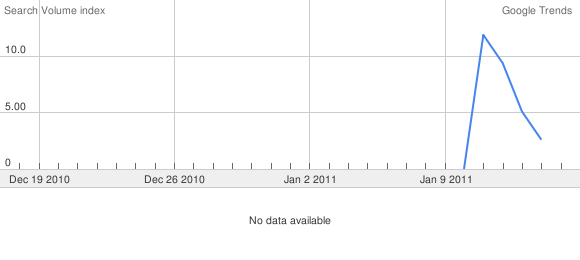 Search Volume index
Google Trends
10.0
5.00
0
Dec 19 2010
Dec 26 2010
Jan 2 2011
Jan 9 2011
No data available